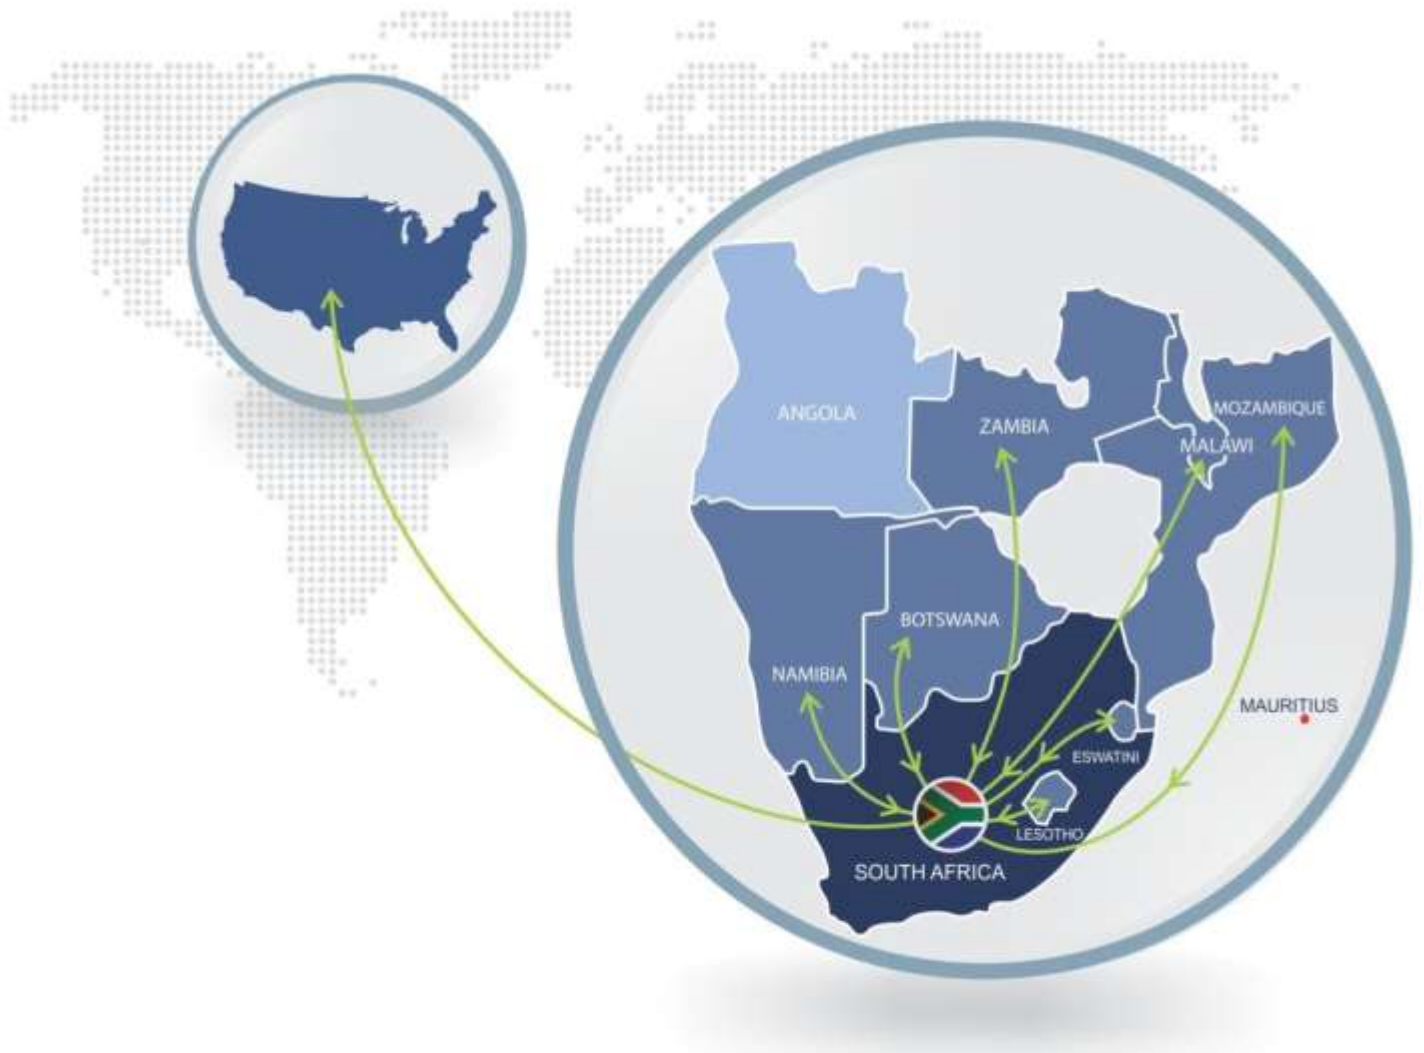 ANGOLA
ZAMBIA
MOZAMBIQUE
MALAWI
BOTSWANA
NAMIBIA
MAURITIUS
ESWATINI
LESOTHO
SOUTH AFRICA